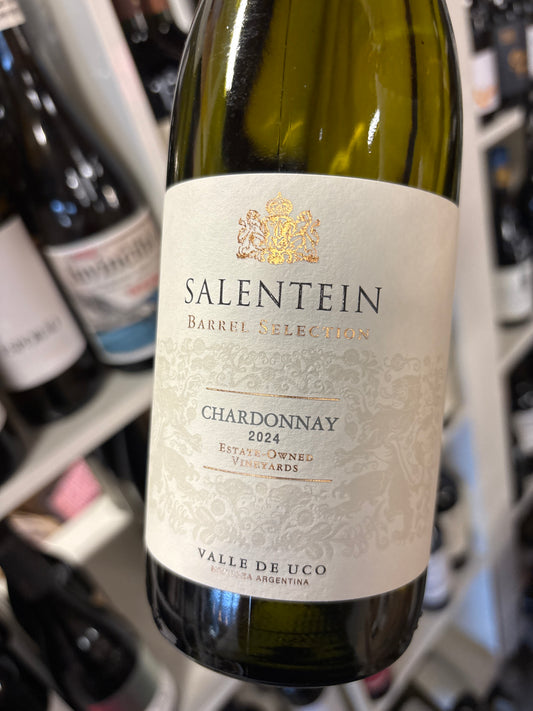 SALENTEIN
BARREL SELECTION
CHARDONNAY
2024
ESTATE-OWNED
VINEYARDS
VALLE DE UCO
MENDOZA ARGENTINA